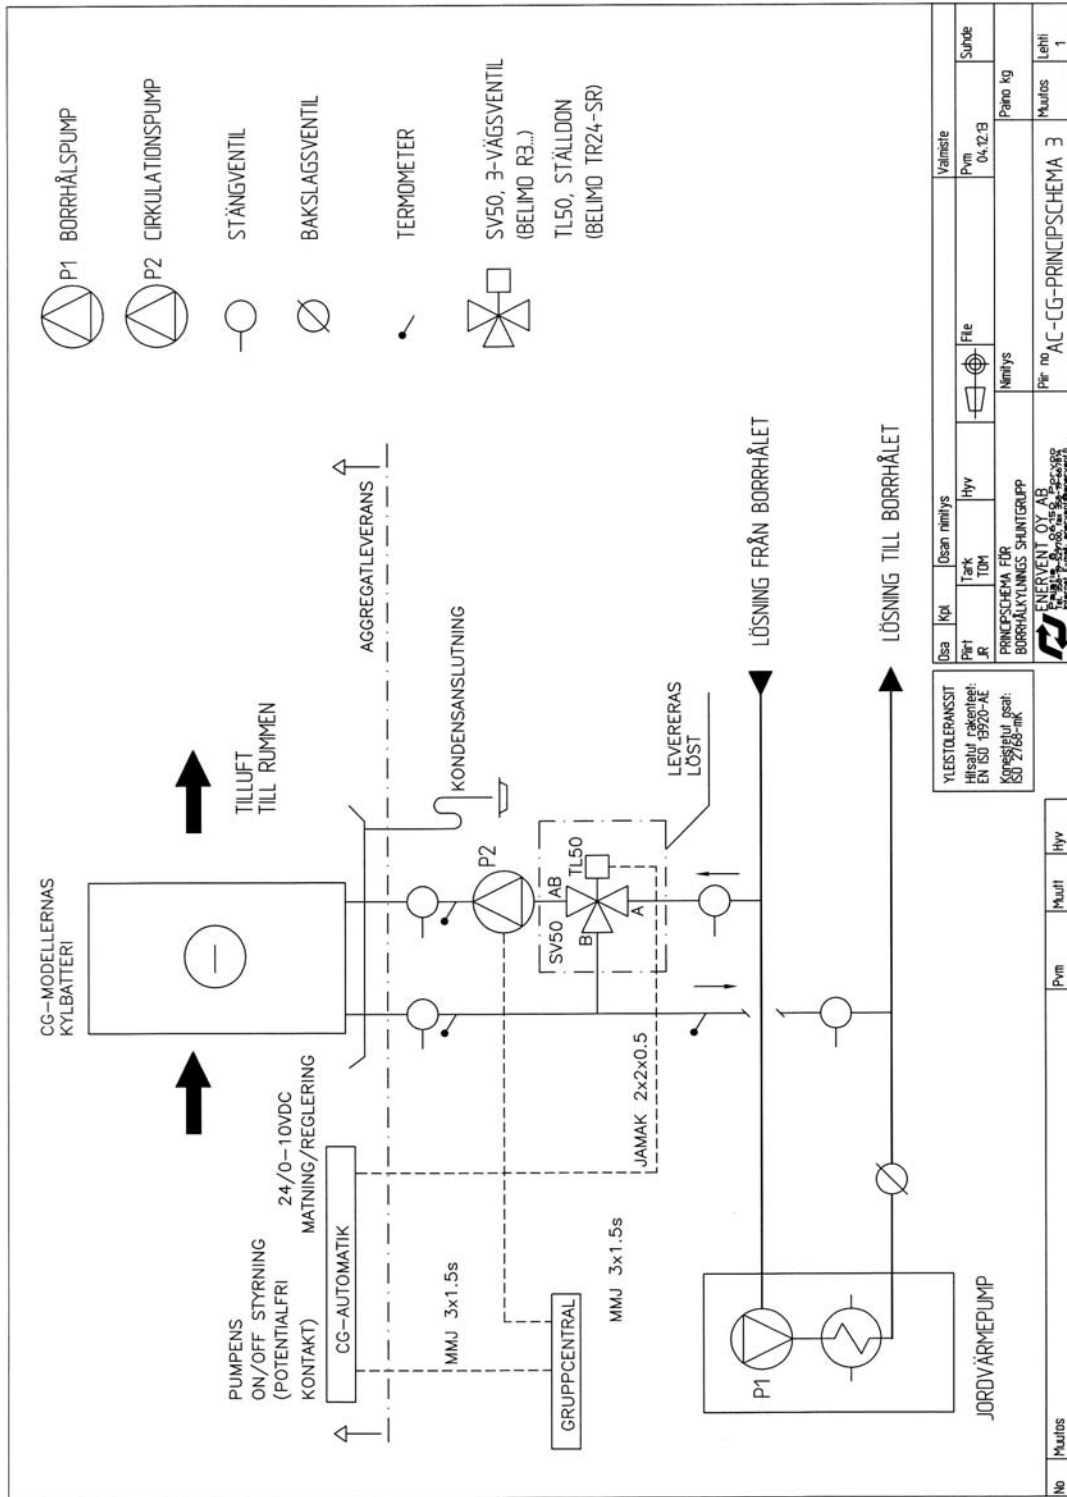 CG-MODELLERNAS
KYLBATTERI
TILLUFT
TILL RUMMEN
P1 BORRHÅLSPUMP
P2 CIRKULATIONSPUMP
STÄNGVENTIL
BAKSLAGSVENTIL
TERMOMETER
SV50, 3-VÄGSVENTIL
(BELIMO R3...)
TL50, STÄLLDON
(BELIMO TR24-SR)
PUMPENS
ON/OFF STYRNING
(POTENTIALFRI
KONTAKT)
24/0-10VDC
MATNING/REGLERING
CG-AUTOMATIK
AGGREGATLEVERANS
KONDENSANSLUTNING
MMJ 3x1.5s
P2
AB
SV50
TL50
B
A
GRUPPCENTRAL
MMJ 3x1.5s
JAMAK 2x2x0.5
LEVERERAS
LÖST
P1
JORDVÄRMEPUMP
LÖSNING FRÅN BORRHÅLET
LÖSNING TILL BORRHÅLET
YLEISTOLERANSSIT
Hitsatut rakenteet:
EN ISO 13920-AE
Koneistetut osat:
ISO 2768-mK
Osa Kpl Osan nimitys Valmiste
Piirt Tark Hyv File Pvm Suhde
JR TOM 04.12.13
PRINCIPSCHEMA FÖR
BORRHÅLKYLNINGS SHUNTGRUPP
Nimitys Paino kg
ENERVENT OY AB
Piir no AC-CG-PRINCIPSCHEMA 3
Muutos Lehti
1
No Muutos Pvm Muutt Hyv